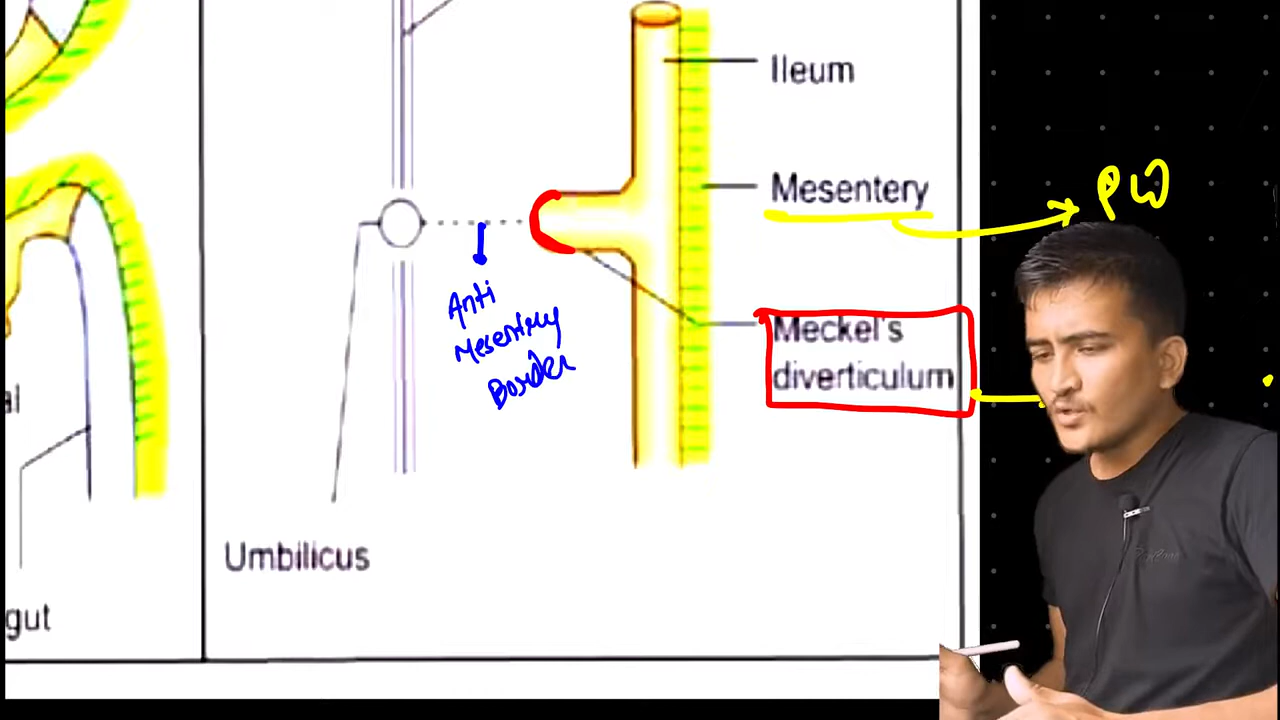 Ileum
Mesentery
PW
Anti
Mesentery
Border
Meckel's
diverticulum
al
Umbilicus
gut